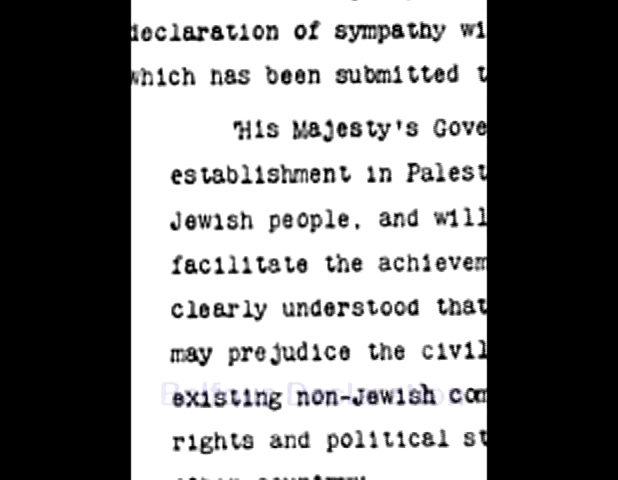 declaration of sympathy wi
which has been submitted t
"His Majesty's Gove
establishment in Palest
Jewish people, and will
facilitate the achievem
clearly understood that
may prejudice the civil
existing non-Jewish com
rights and political st